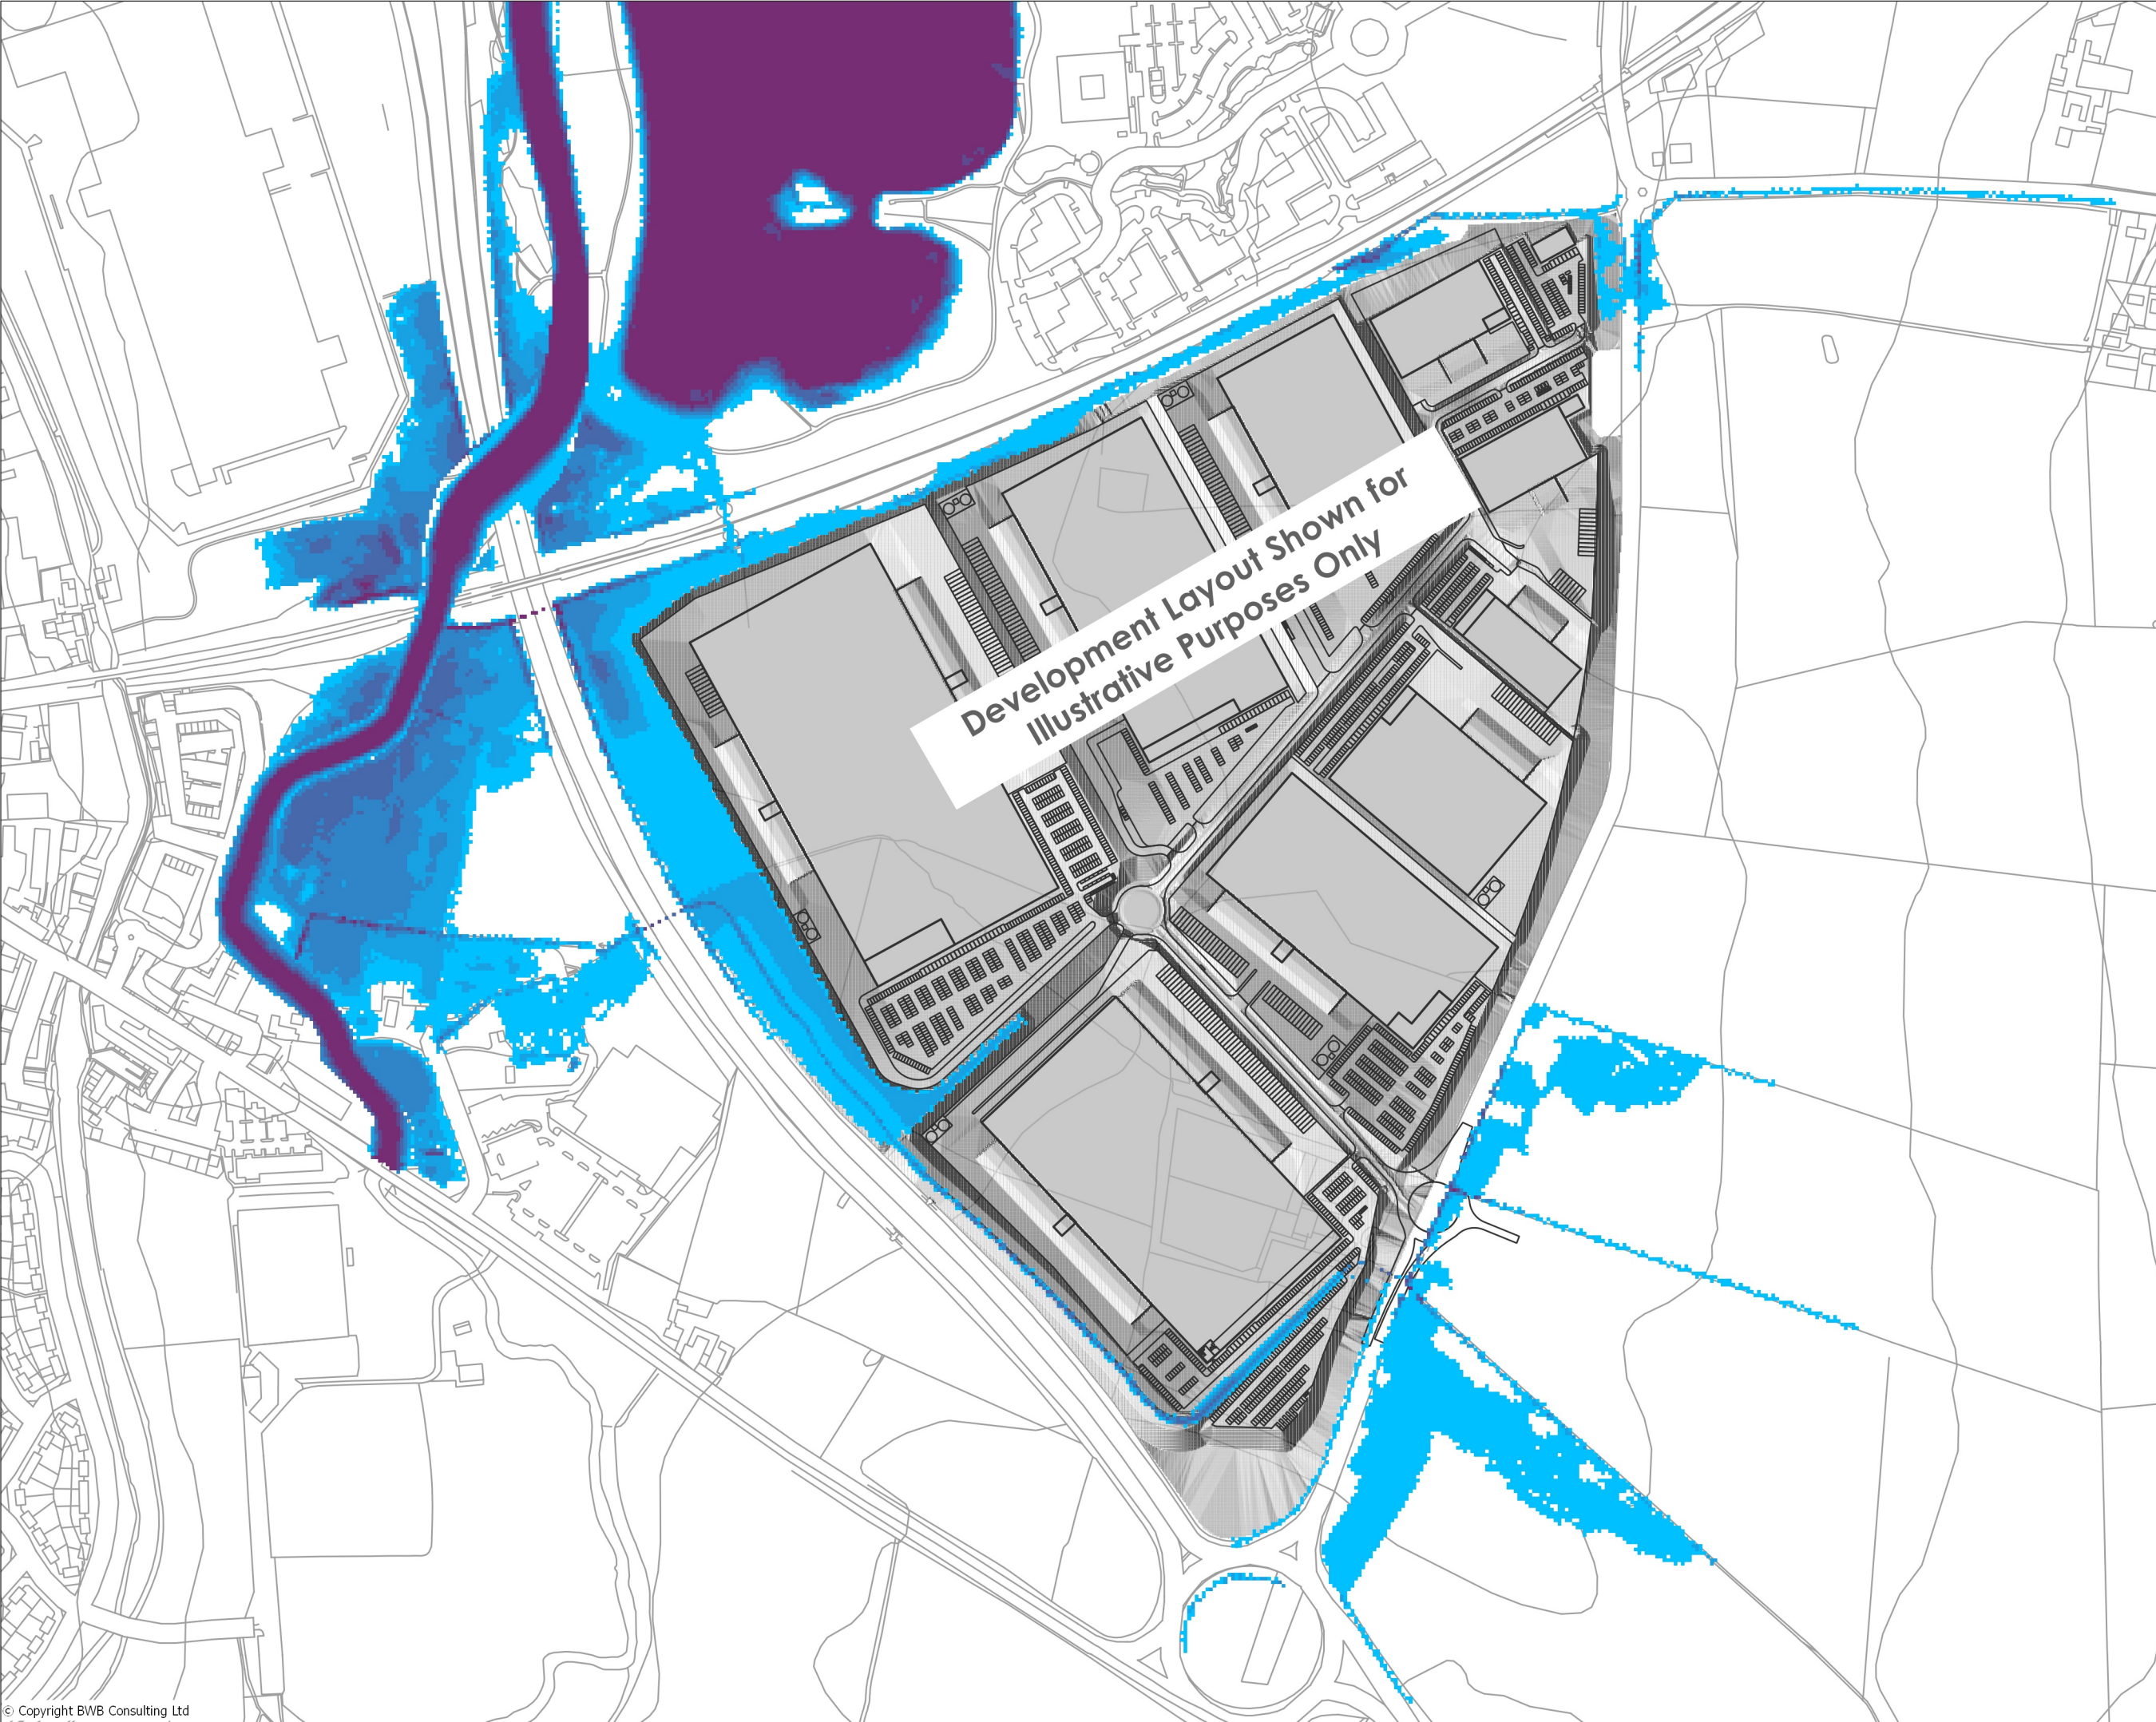 Development Layout Shown for
Illustrative Purposes Only
© Copyright BWB Consulting Ltd